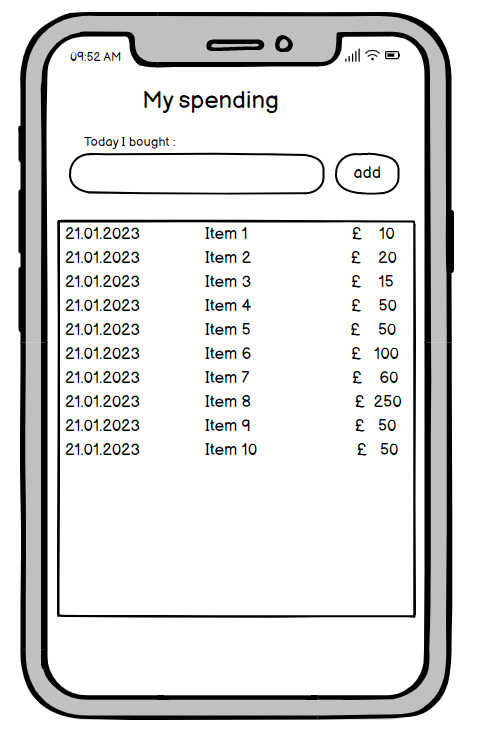 09:52 AM
My spending
Today I bought :
add
21.01.2023 Item 1 £ 10
21.01.2023 Item 2 £ 20
21.01.2023 Item 3 £ 15
21.01.2023 Item 4 £ 50
21.01.2023 Item 5 £ 50
21.01.2023 Item 6 £ 100
21.01.2023 Item 7 £ 60
21.01.2023 Item 8 £ 250
21.01.2023 Item 9 £ 50
21.01.2023 Item 10 £ 50